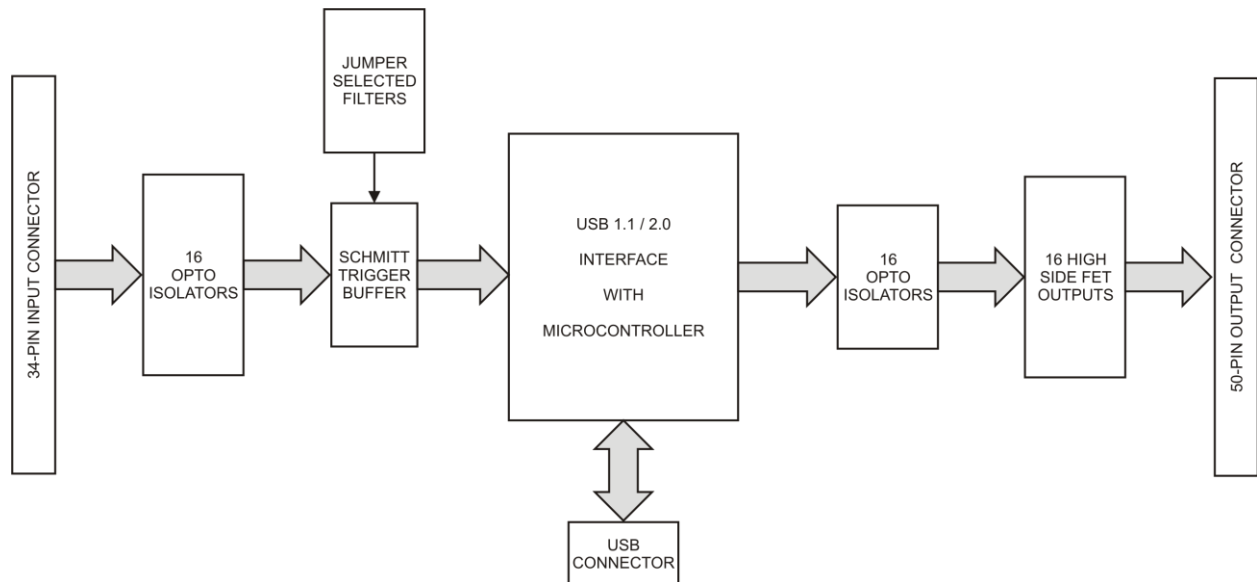 34-PIN INPUT CONNECTOR
16
OPTO
ISOLATORS
JUMPER
SELECTED
FILTERS
SCHMITT
TRIGGER
BUFFER
USB 1.1 / 2.0
INTERFACE
WITH
MICROCONTROLLER
USB
CONNECTOR
16
OPTO
ISOLATORS
16 HIGH
SIDE FET
OUTPUTS
50-PIN OUTPUT CONNECTOR